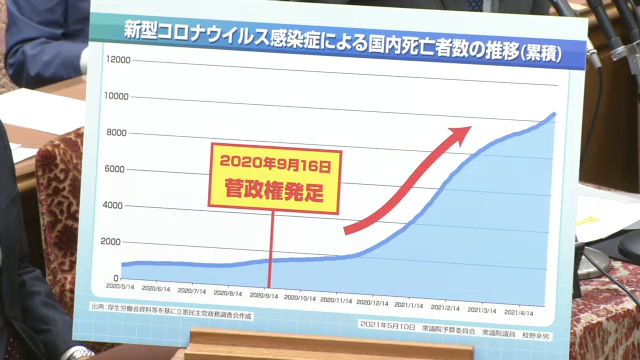 新型コロナウイルス感染症による国内死亡者数の推移(累積)
12000
10000
8000
6000
4000
2000
0
2020年9月16日
菅政権発足
2020/5/14 2020/6/14 2020/7/14 2020/8/14 2020/9/14 2020/10/14 2020/11/14 2020/12/14 2021/1/14 2021/2/14 2021/3/14 2021/4/14
出典:厚生労働省資料等を基に立憲民主党政務調査会作成
2021年5月10日 衆議院予算委員会 衆議院議員 枝野幸男